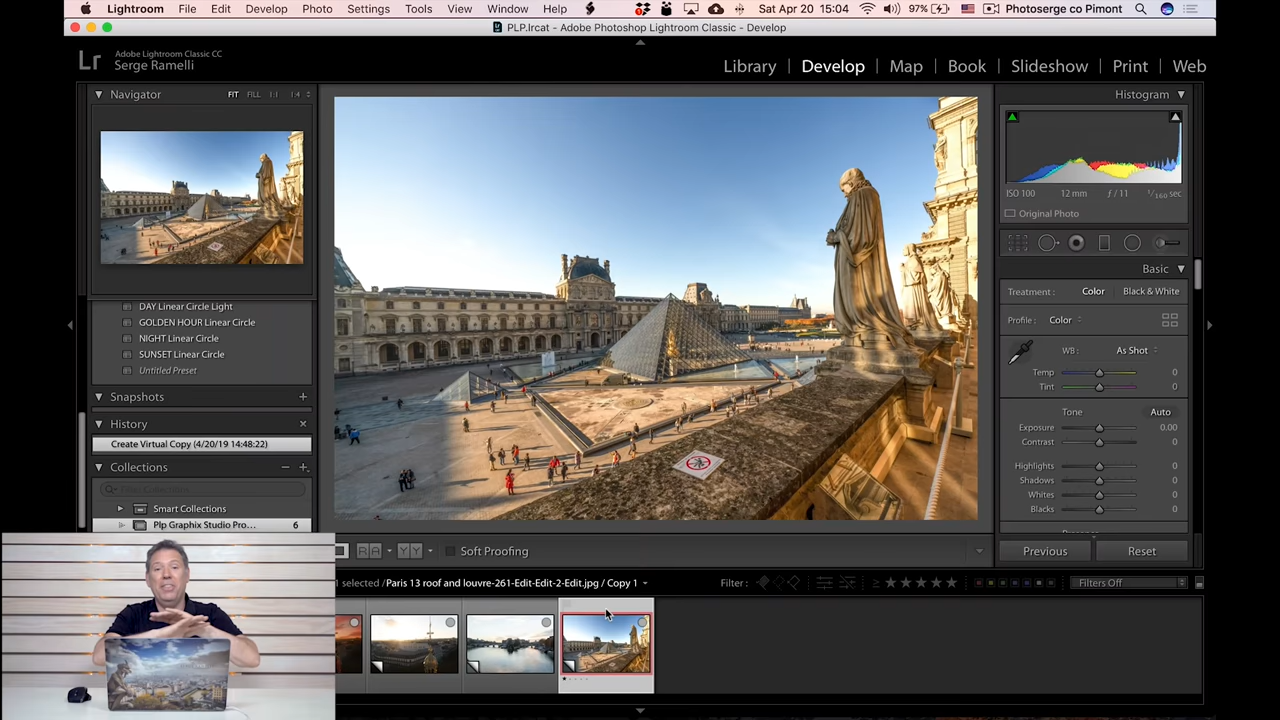 Lightroom File Edit Develop Photo Settings Tools View Window Help Sat Apr 20 15:04 97% Photoserge co Pimont
PLP.lrcat - Adobe Photoshop Lightroom Classic - Develop
Lr Adobe Lightroom Classic CC
Serge Ramelli
Library | Develop | Map | Book | Slideshow | Print | Web
Navigator FIT FILL 1:1 1:4
Histogram
ISO 100 12 mm ƒ / 11 1/160 sec
Original Photo
Basic
Treatment : Color Black & White
Profile : Color
WB : As Shot
Temp 0
Tint 0
Tone Auto
Exposure 0.00
Contrast 0
Highlights 0
Shadows 0
Whites 0
Blacks 0
Previous Reset
DAY Linear Circle Light
GOLDEN HOUR Linear Circle
NIGHT Linear Circle
SUNSET Linear Circle
Untitled Preset
Snapshots +
History ×
Create Virtual Copy (4/20/19 14:48:22)
Collections − +
Filter Collections
Smart Collections
Plp Graphix Studio Pro... 6
R A Y Y Soft Proofing
1 selected / Paris 13 roof and louvre-261-Edit-Edit-2-Edit.jpg / Copy 1
Filter : ≥ ★★★★★ Filters Off